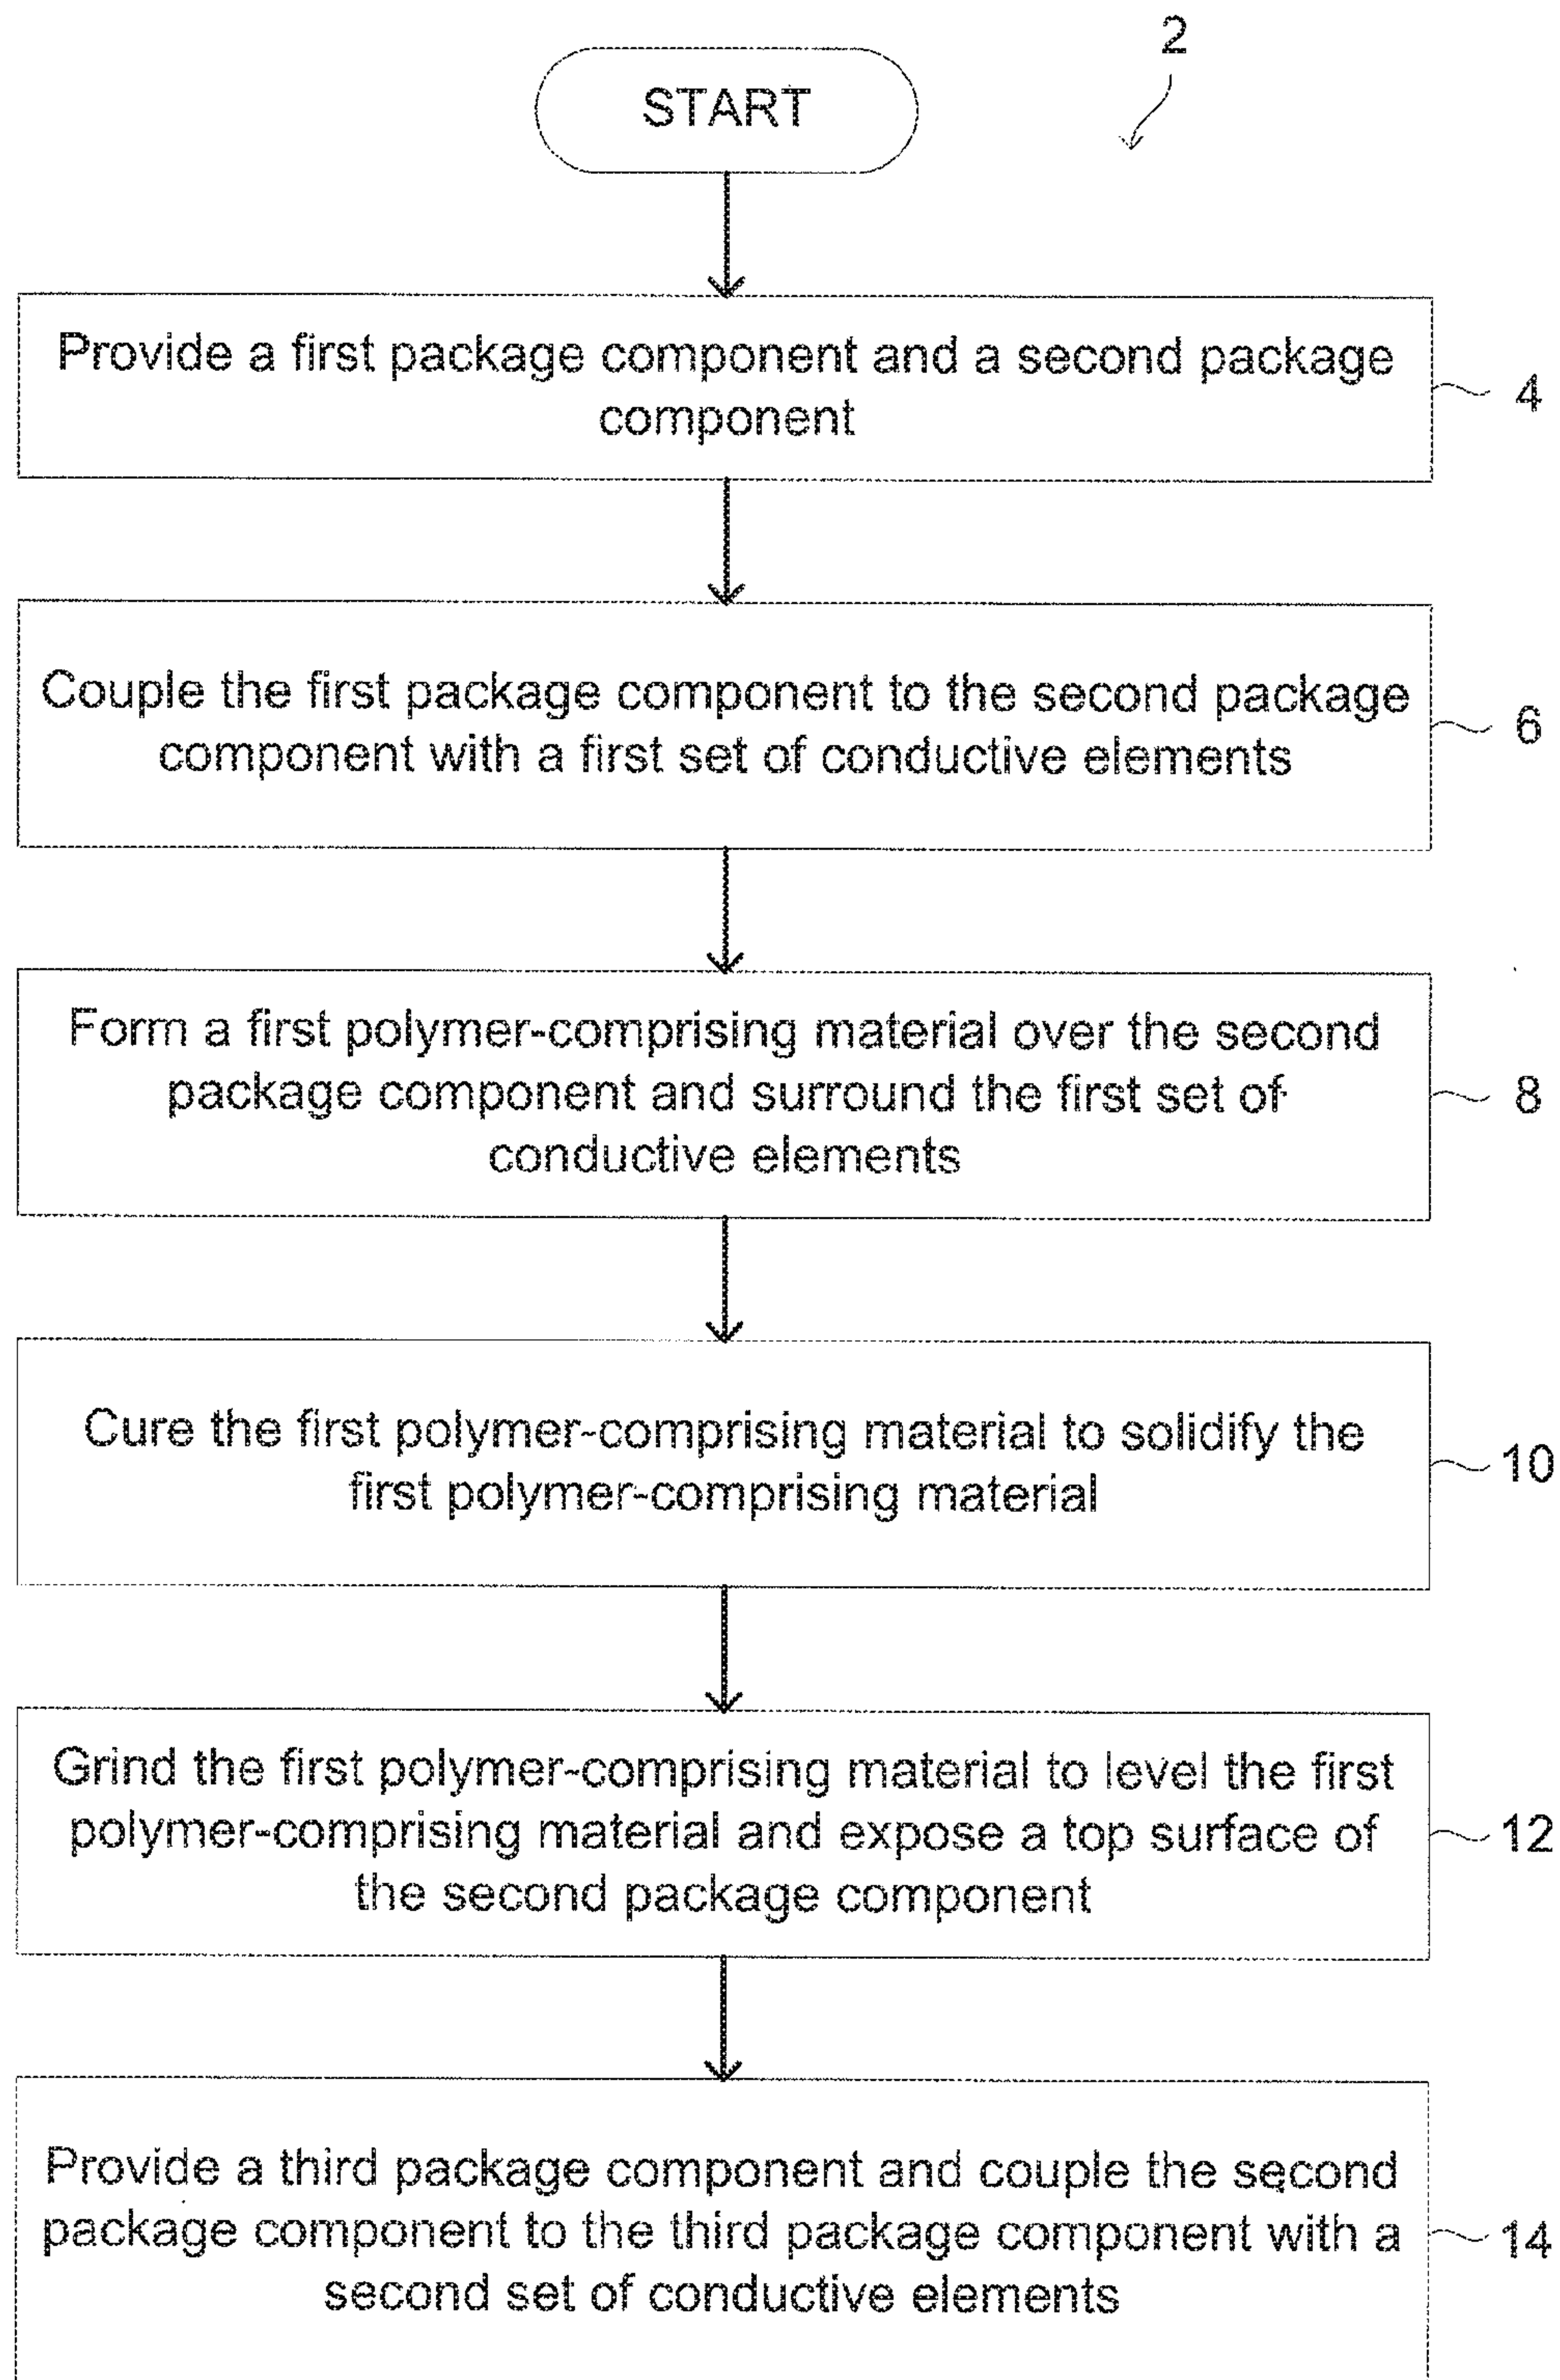 2
START
Provide a first package component and a second package
component
4
Couple the first package component to the second package
component with a first set of conductive elements
6
Form a first polymer-comprising material over the second
package component and surround the first set of
conductive elements
8
Cure the first polymer-comprising material to solidify the
first polymer-comprising material
10
Grind the first polymer-comprising material to level the first
polymer-comprising material and expose a top surface of
the second package component
12
Provide a third package component and couple the second
package component to the third package component with a
second set of conductive elements
14